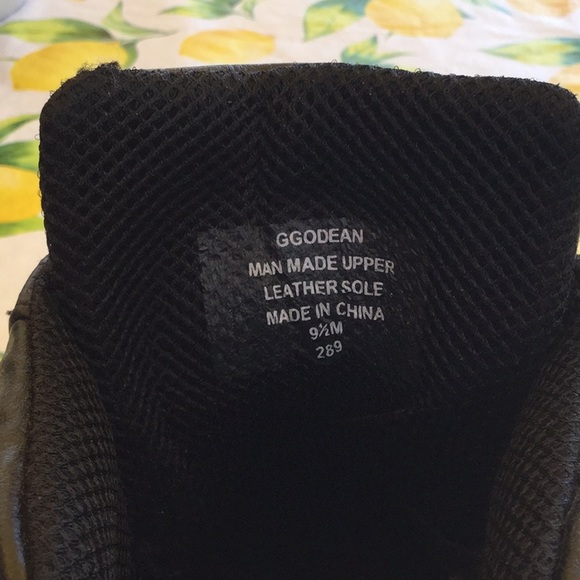 GGODEAN
MAN MADE UPPER
LEATHER SOLE
MADE IN CHINA
9½M
289